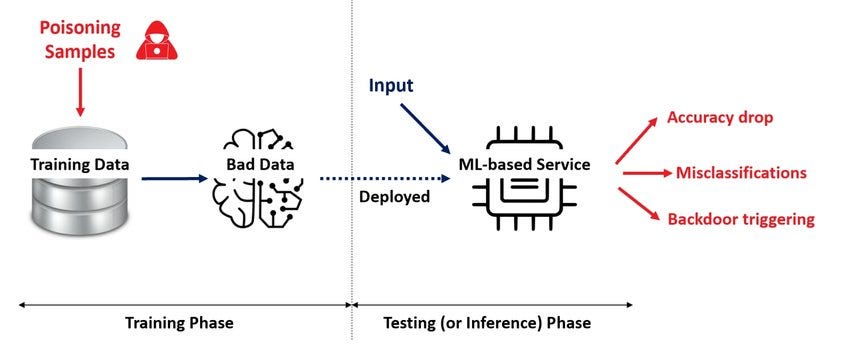 Poisoning
Samples
Training Data
Bad Data
Input
Deployed
ML-based Service
Accuracy drop
Misclassifications
Backdoor triggering
Training Phase
Testing (or Inference) Phase